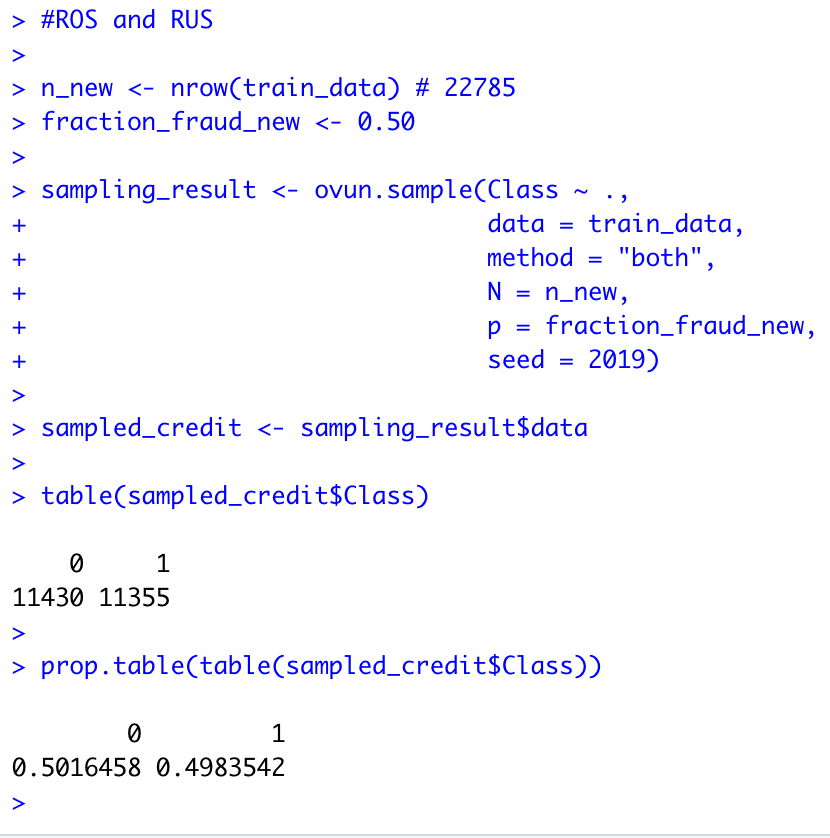 > #ROS and RUS
>
> n_new <- nrow(train_data) # 22785
> fraction_fraud_new <- 0.50
>
> sampling_result <- ovun.sample(Class ~ .,
+                               data = train_data,
+                               method = "both",
+                               N = n_new,
+                               p = fraction_fraud_new,
+                               seed = 2019)
>
> sampled_credit <- sampling_result$data
>
> table(sampled_credit$Class)

    0     1
11430 11355
>
> prop.table(table(sampled_credit$Class))

        0         1
0.5016458 0.4983542
>